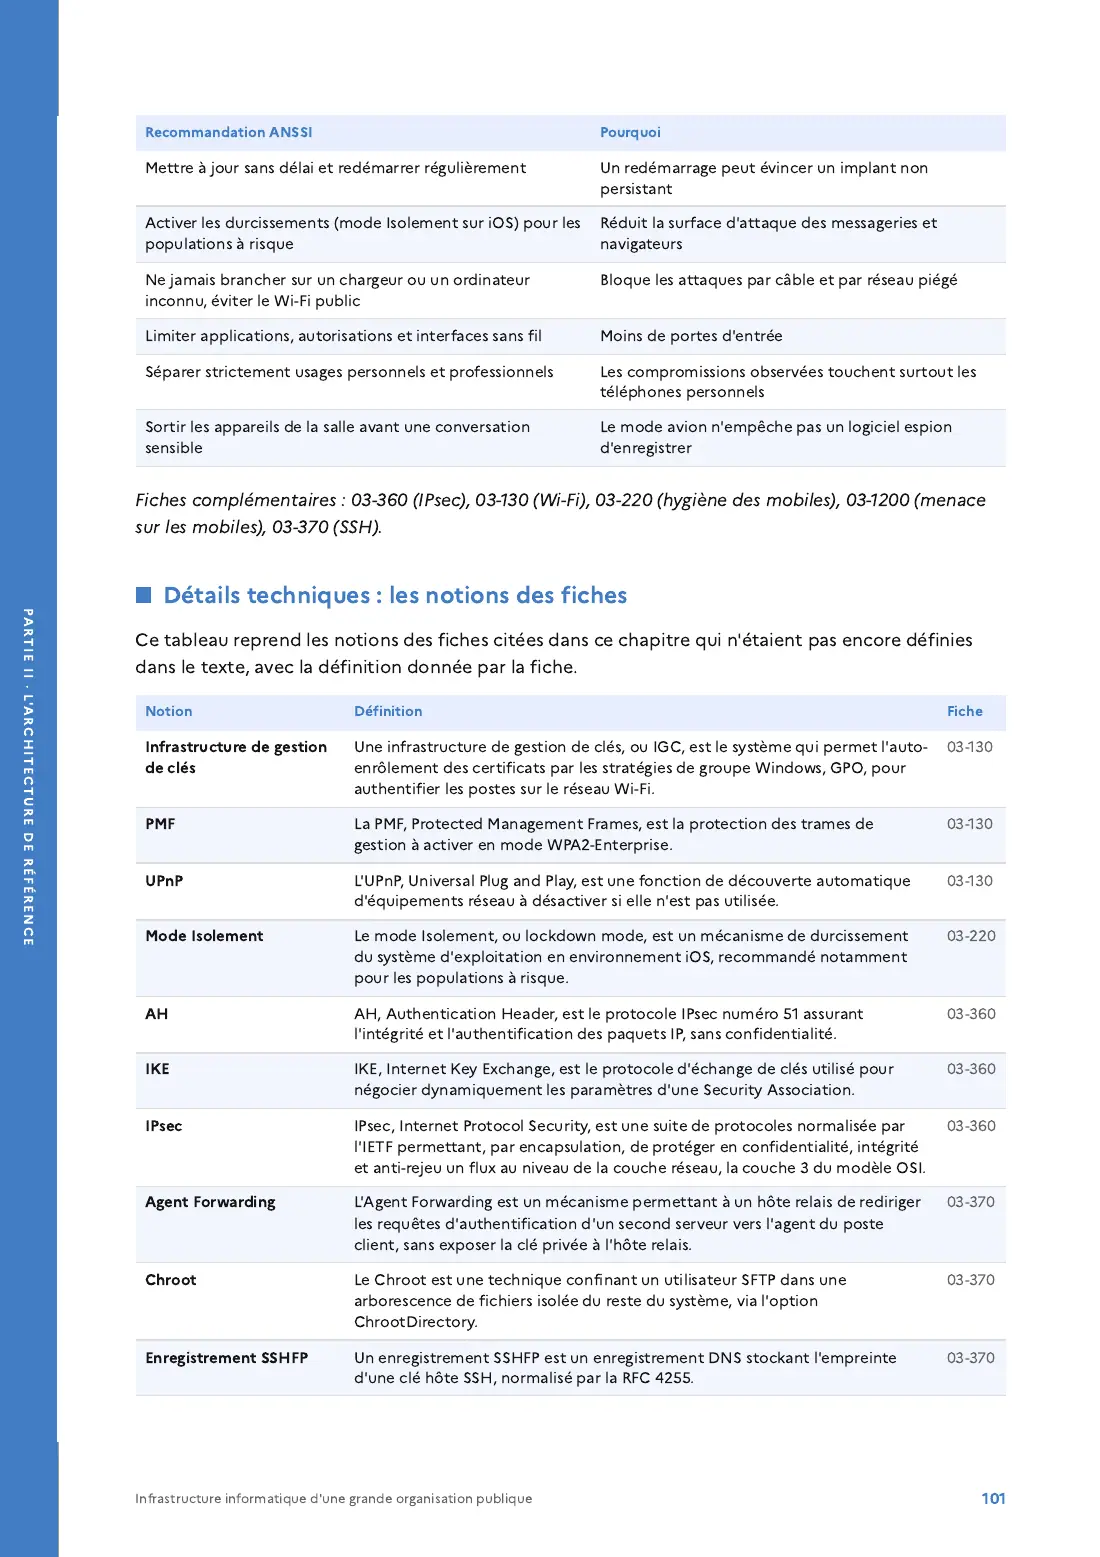 Recommandation ANSSI Pourquoi
Mettre à jour sans délai et redémarrer régulièrement Un redémarrage peut évincer un implant non
persistant
Activer les durcissements (mode Isolement sur iOS) pour les Réduit la surface d'attaque des messageries et
populations à risque navigateurs
Ne jamais brancher sur un chargeur ou un ordinateur Bloque les attaques par câble et par réseau piégé
inconnu, éviter le Wi-Fi public
Limiter applications, autorisations et interfaces sans fil Moins de portes d'entrée
Séparer strictement usages personnels et professionnels Les compromissions observées touchent surtout les
téléphones personnels
Sortir les appareils de la salle avant une conversation Le mode avion n'empêche pas un logiciel espion
sensible d'enregistrer
Fiches complémentaires : 03-360 (IPsec), 03-130 (Wi-Fi), 03-220 (hygiène des mobiles), 03-1200 (menace
sur les mobiles), 03-370 (SSH).
Détails techniques : les notions des fiches
Ce tableau reprend les notions des fiches citées dans ce chapitre qui n'étaient pas encore définies
dans le texte, avec la définition donnée par la fiche.
Notion Définition Fiche
Infrastructure de gestion Une infrastructure de gestion de clés, ou IGC, est le système qui permet l'auto- 03-130
de clés enrôlement des certificats par les stratégies de groupe Windows, GPO, pour
authentifier les postes sur le réseau Wi-Fi.
PMF La PMF, Protected Management Frames, est la protection des trames de 03-130
gestion à activer en mode WPA2-Enterprise.
UPnP L'UPnP, Universal Plug and Play, est une fonction de découverte automatique 03-130
d'équipements réseau à désactiver si elle n'est pas utilisée.
Mode Isolement Le mode Isolement, ou lockdown mode, est un mécanisme de durcissement 03-220
du système d'exploitation en environnement iOS, recommandé notamment
pour les populations à risque.
AH AH, Authentication Header, est le protocole IPsec numéro 51 assurant 03-360
l'intégrité et l'authentification des paquets IP, sans confidentialité.
IKE IKE, Internet Key Exchange, est le protocole d'échange de clés utilisé pour 03-360
négocier dynamiquement les paramètres d'une Security Association.
IPsec IPsec, Internet Protocol Security, est une suite de protocoles normalisée par 03-360
l'IETF permettant, par encapsulation, de protéger en confidentialité, intégrité
et anti-rejeu un flux au niveau de la couche réseau, la couche 3 du modèle OSI.
Agent Forwarding L'Agent Forwarding est un mécanisme permettant à un hôte relais de rediriger 03-370
les requêtes d'authentification d'un second serveur vers l'agent du poste
client, sans exposer la clé privée à l'hôte relais.
Chroot Le Chroot est une technique confinant un utilisateur SFTP dans une 03-370
arborescence de fichiers isolée du reste du système, via l'option
ChrootDirectory.
Enregistrement SSHFP Un enregistrement SSHFP est un enregistrement DNS stockant l'empreinte 03-370
d'une clé hôte SSH, normalisé par la RFC 4255.
PARTIE II · L'ARCHITECTURE DE RÉFÉRENCE
Infrastructure informatique d'une grande organisation publique 101